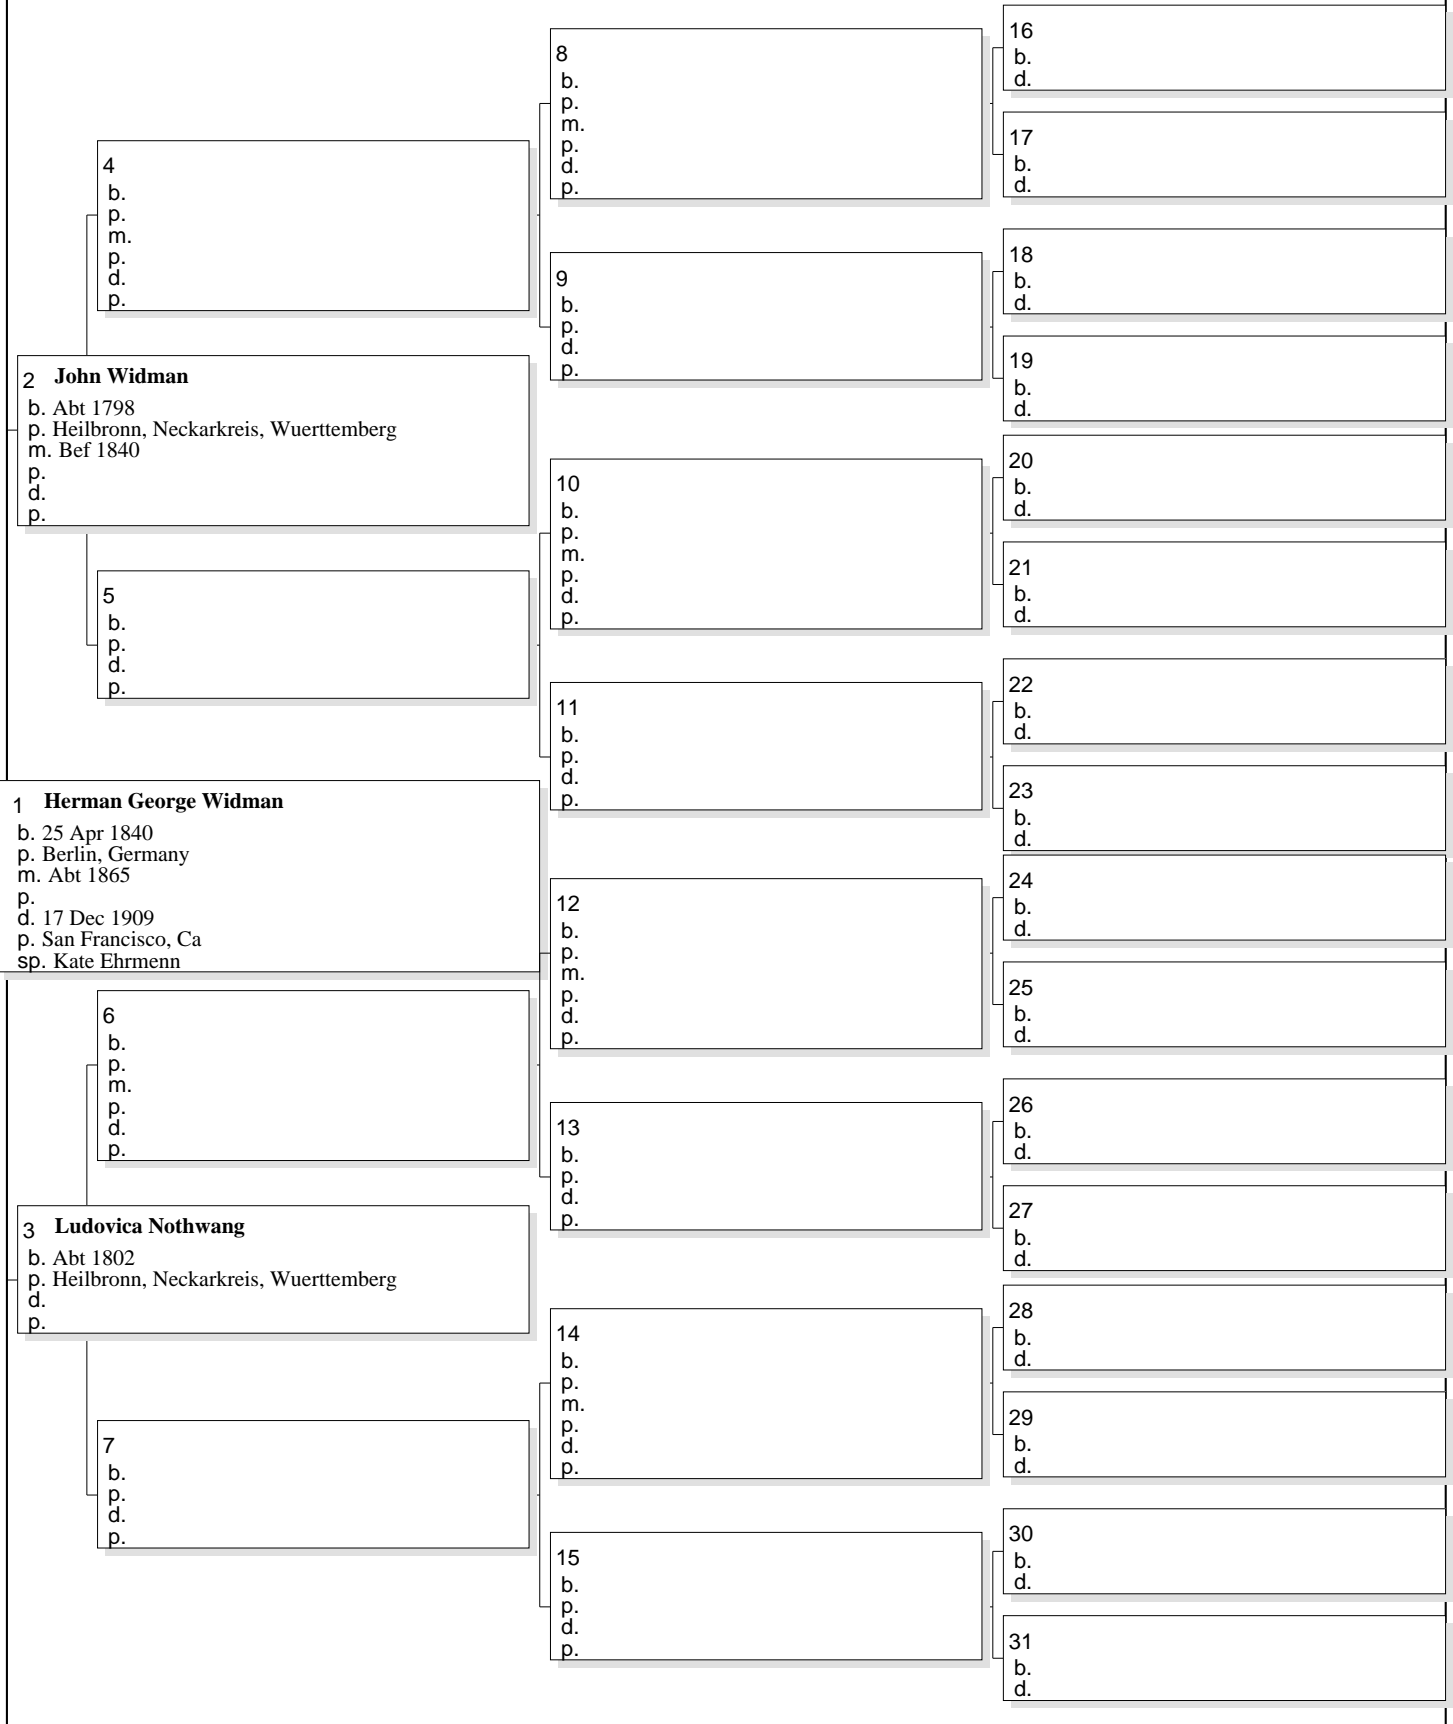 16
b.
d.
8
b.
p.
m.
p.
d.
p.
17
b.
d.
4
b.
p.
m.
p.
d.
p.
18
b.
d.
9
b.
p.
d.
p.
19
b.
d.
2 John Widman
b. Abt 1798
p. Heilbronn, Neckarkreis, Wuerttemberg
m. Bef 1840
p.
d.
p.
20
b.
d.
10
b.
p.
m.
p.
d.
p.
21
b.
d.
5
b.
p.
d.
p.
22
b.
d.
11
b.
p.
d.
p.
23
b.
d.
1 Herman George Widman
b. 25 Apr 1840
p. Berlin, Germany
m. Abt 1865
p.
d. 17 Dec 1909
p. San Francisco, Ca
sp. Kate Ehrmenn
24
b.
d.
12
b.
p.
m.
p.
d.
p.
25
b.
d.
6
b.
p.
m.
p.
d.
p.
26
b.
d.
13
b.
p.
d.
p.
27
b.
d.
3 Ludovica Nothwang
b. Abt 1802
p. Heilbronn, Neckarkreis, Wuerttemberg
d.
p.
28
b.
d.
14
b.
p.
m.
p.
d.
p.
29
b.
d.
7
b.
p.
d.
p.
30
b.
d.
15
b.
p.
d.
p.
31
b.
d.